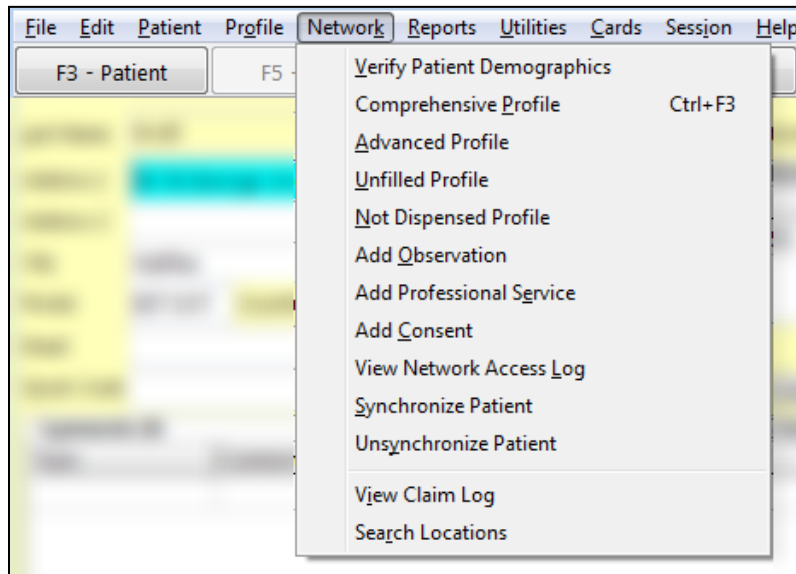 File Edit Patient Profile Network Reports Utilities Cards Session Help
F3 - Patient F5 -
Verify Patient Demographics
Comprehensive Profile Ctrl+F3
Advanced Profile
Unfilled Profile
Not Dispensed Profile
Add Observation
Add Professional Service
Add Consent
View Network Access Log
Synchronize Patient
Unsynchronize Patient
View Claim Log
Search Locations